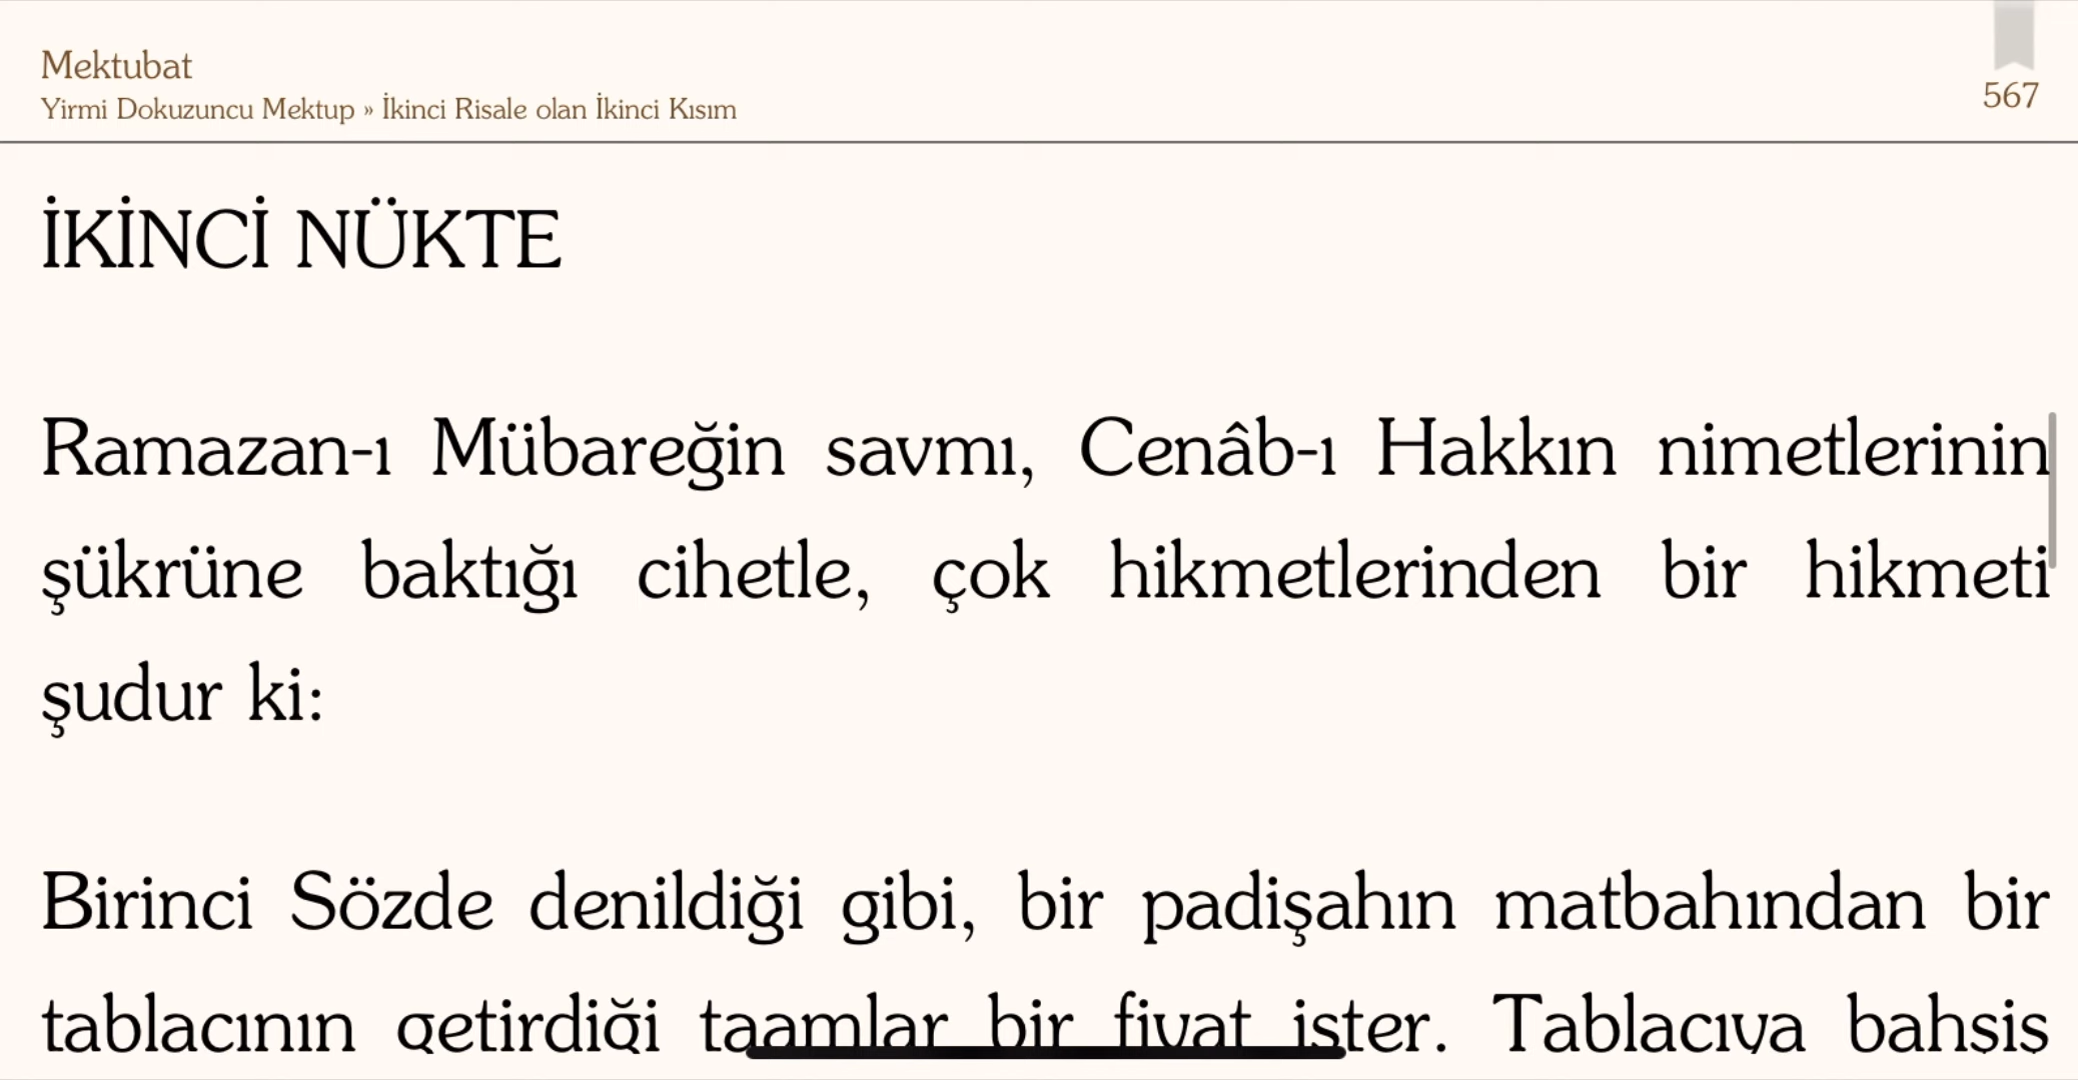 Mektubat
Yirmi Dokuzuncu Mektup » İkinci Risale olan İkinci Kısım
567
İKİNCİ NÜKTE
Ramazan-ı Mübareğin savmı, Cenâb-ı Hakkın nimetlerinin
şükrüne baktığı cihetle, çok hikmetlerinden bir hikmeti
şudur ki:
Birinci Sözde denildiği gibi, bir padişahın matbahından bir
tablacının getirdiği taamlar bir fiyat ister. Tablacıya bahşiş